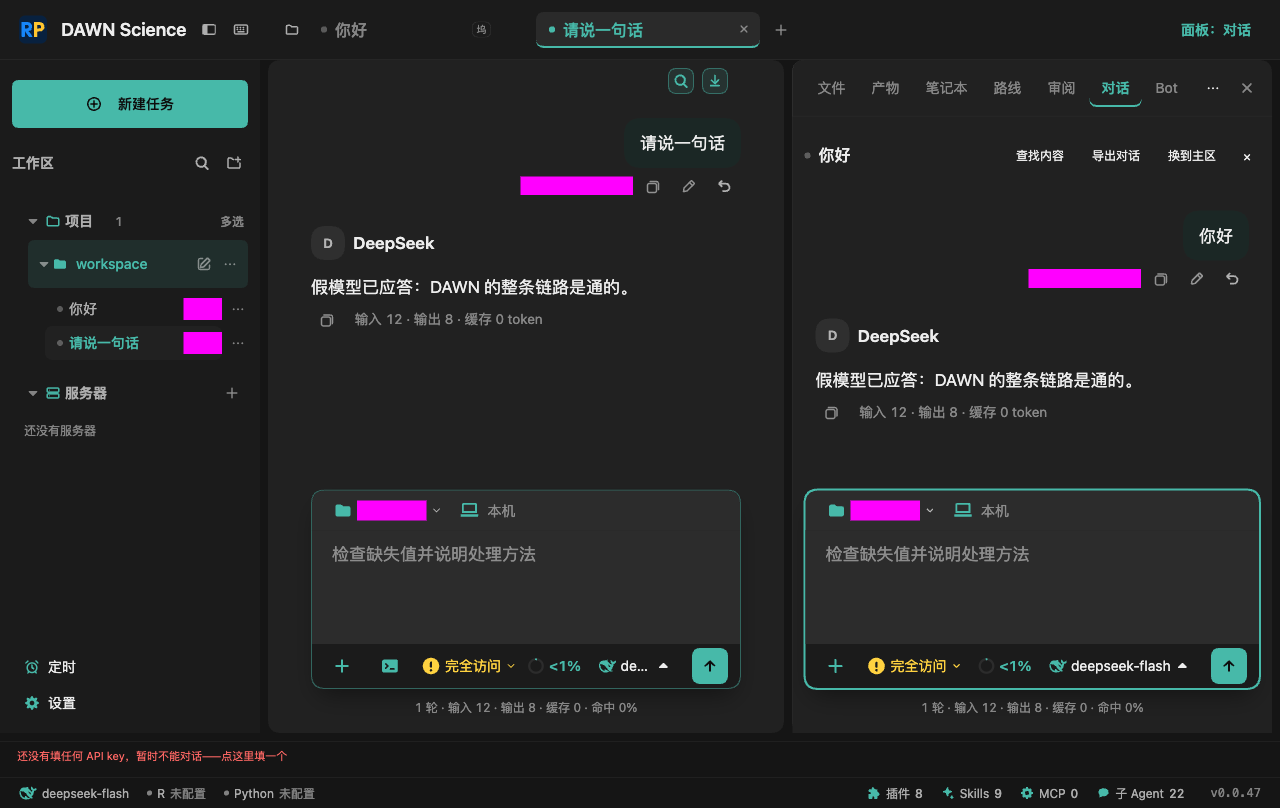 RP DAWN Science
你好
坞
请说一句话
面板：对话
新建任务
工作区
项目 1 多选
workspace
你好
请说一句话
服务器
还没有服务器
定时
设置
请说一句话
D DeepSeek
假模型已应答：DAWN 的整条链路是通的。
输入 12 · 输出 8 · 缓存 0 token
本机
检查缺失值并说明处理方法
完全访问 <1% de...
1 轮 · 输入 12 · 输出 8 · 缓存 0 · 命中 0%
文件 产物 笔记本 路线 审阅 对话 Bot
你好 查找内容 导出对话 换到主区
你好
D DeepSeek
假模型已应答：DAWN 的整条链路是通的。
输入 12 · 输出 8 · 缓存 0 token
本机
检查缺失值并说明处理方法
完全访问 <1% deepseek-flash
1 轮 · 输入 12 · 输出 8 · 缓存 0 · 命中 0%
还没有填任何 API key，暂时不能对话——点这里填一个
deepseek-flash R 未配置 Python 未配置 插件 8 Skills 9 MCP 0 子 Agent 22 v0.0.47